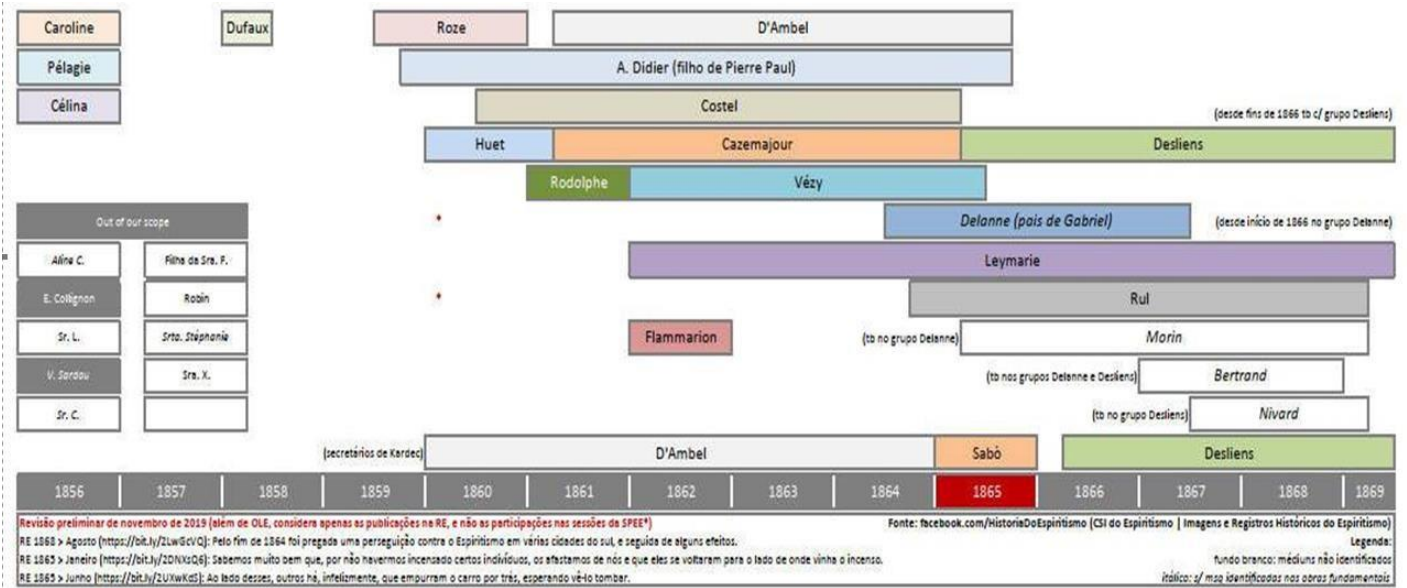 Caroline Dufaux Roze D'Ambel
Pélagie A. Didier (filho de Pierre Paul)
Célina Costel
(desde fins de 1866 tb c/ grupo Desliens)
Huet Cazemajour Desliens
Rodolphe Vézy
Out of our scope Delanne (pais de Gabriel) (desde início de 1866 no grupo Delanne)
Aline C. Filha da Sra. F. Leymarie
E. Collignon Robin Rul
Sr. L. Srta. Stéphanie Flammarion (tb no grupo Delanne) Morin
V. Sardou Sra. X. (tb nos grupos Delanne e Desliens) Bertrand
Sr. C. (tb no grupo Desliens) Nivard
(secretários de Kardec) D'Ambel Sabò Desliens
1856 1857 1858 1859 1860 1861 1862 1863 1864 1865 1866 1867 1868 1869
Revisão preliminar de novembro de 2019 (além de OLE, considera apenas as publicações na RE, e não as participações nas sessões da SPEE*) Fonte: facebook.com/HistoriaDoEspiritismo (CSI do Espiritismo | Imagens e Registros Históricos do Espiritismo)
RE 1868 > Agosto (https://bit.ly/2LwGcVQ): Pelo fim de 1864 foi pregada uma perseguição contra o Espiritismo em várias cidades do sul, e seguida de alguns efeitos. Legenda:
RE 1865 > Janeiro (https://bit.ly/2DNXsQ6): Sabemos muito bem que, por não havermos incensado certos indivíduos, os afastamos de nós e que eles se voltaram para o lado de onde vinha o incenso. fundo branco: médiuns não identificados
RE 1865 > Junho (https://bit.ly/2UXwKdS): Ao lado desses, outros há, infelizmente, que empurram o carro por trás, esperando vê-lo tombar. itálico: s/ msg identificadas nas obras fundamentais